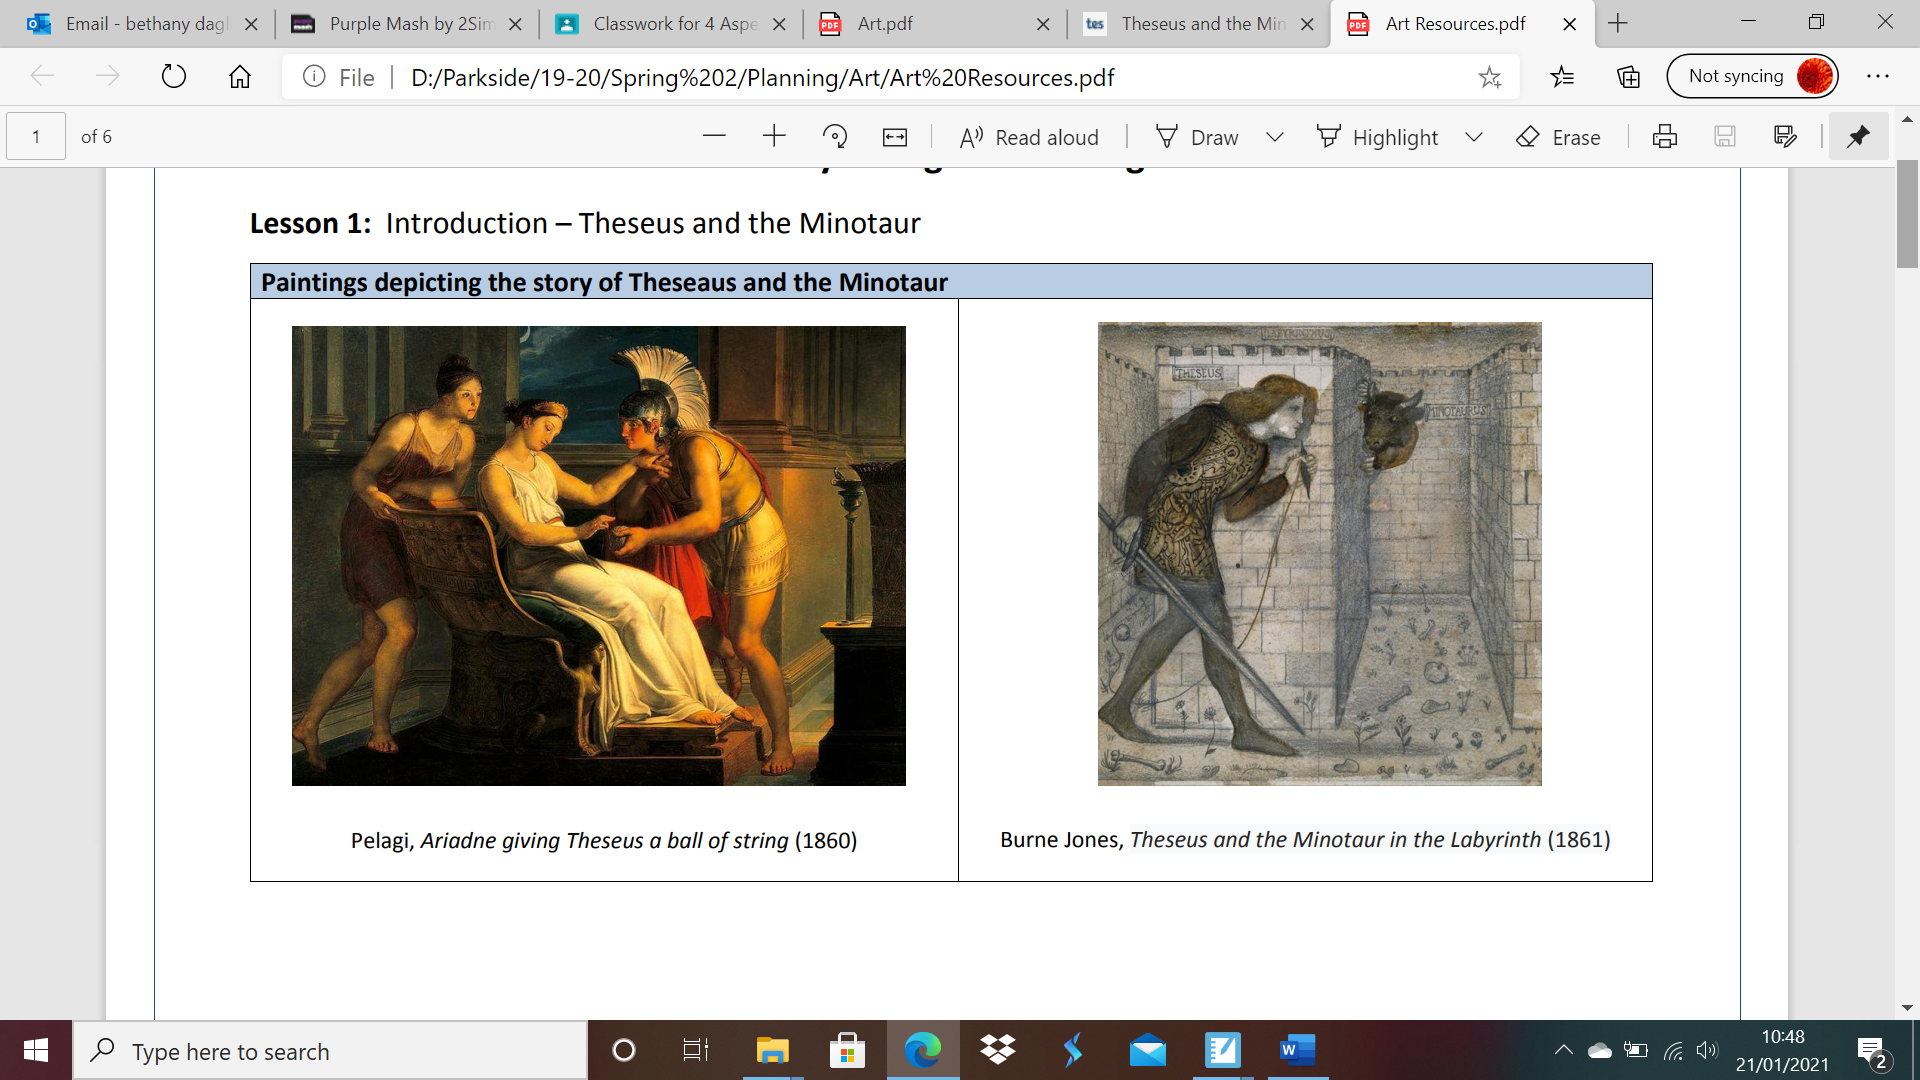 Email - bethany dagl
Purple Mash by 2Sim
Classwork for 4 Aspe
Art.pdf
tes
Theseus and the Min
Art Resources.pdf
File
D:/Parkside/19-20/Spring%202/Planning/Art/Art%20Resources.pdf
Not syncing
1
of 6
Read aloud
Draw
Highlight
Erase
Lesson 1: Introduction – Theseus and the Minotaur
Paintings depicting the story of Theseaus and the Minotaur
LABYRINTHUS
THESEUS
MINOTAURUS
Pelagi, Ariadne giving Theseus a ball of string (1860)
Burne Jones, Theseus and the Minotaur in the Labyrinth (1861)
Type here to search
10:48
21/01/2021
2